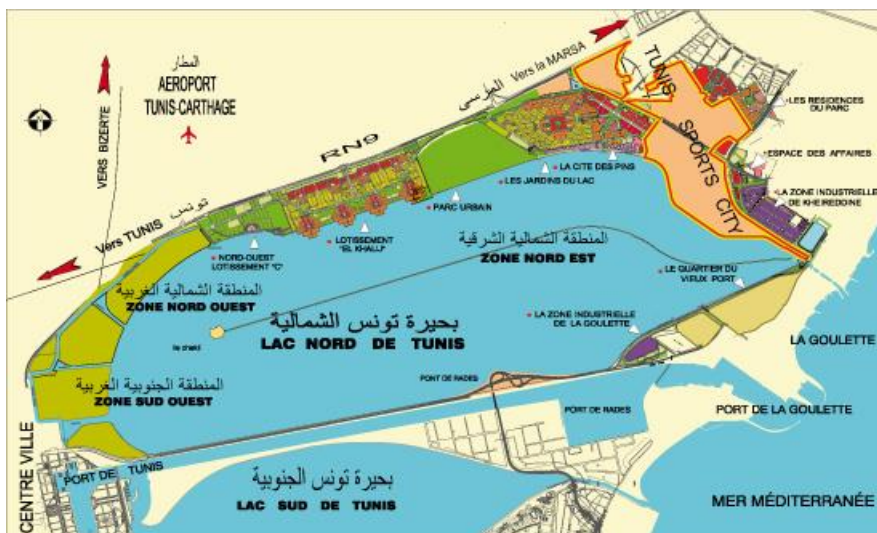 المطار
AEROPORT
TUNIS-CARTHAGE
VERS BIZERTE
المرسى
Vers la MARSA
RN9
تونس
Vers TUNIS
TUNIS SPORTS CITY
LES RESIDENCES
DU PARC
ESPACE DES AFFAIRES
LA ZONE INDUSTRIELLE
DE KHEIREDDINE
LA CITE DES PINS
LES JARDINS DU LAC
PARC URBAIN
LOTISSEMENT
"EL KHALIJ"
NORD-OUEST
LOTISSEMENT "C"
المنطقة الشمالية الشرقية
ZONE NORD EST
المنطقة الشمالية الغربية
ZONE NORD OUEST
LE QUARTIER DU
VIEUX PORT
LA ZONE INDUSTRIELLE
DE LA GOULETTE
بحيرة تونس الشمالية
LAC NORD DE TUNIS
LA GOULETTE
المنطقة الجنوبية الغربية
ZONE SUD OUEST
PONT DE RADES
PORT DE RADES
PORT DE LA GOULETTE
CENTRE VILLE
PORT DE TUNIS
بحيرة تونس الجنوبية
LAC SUD DE TUNIS
MER MÉDITERRANÉE